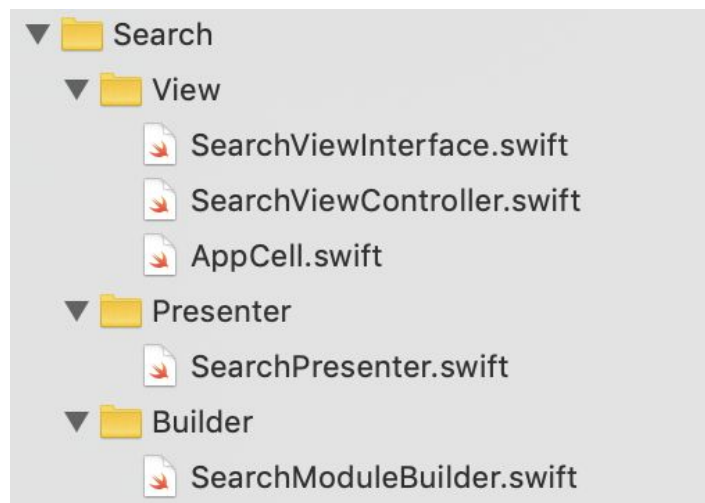 Search
View
SearchViewInterface.swift
SearchViewController.swift
AppCell.swift
Presenter
SearchPresenter.swift
Builder
SearchModuleBuilder.swift